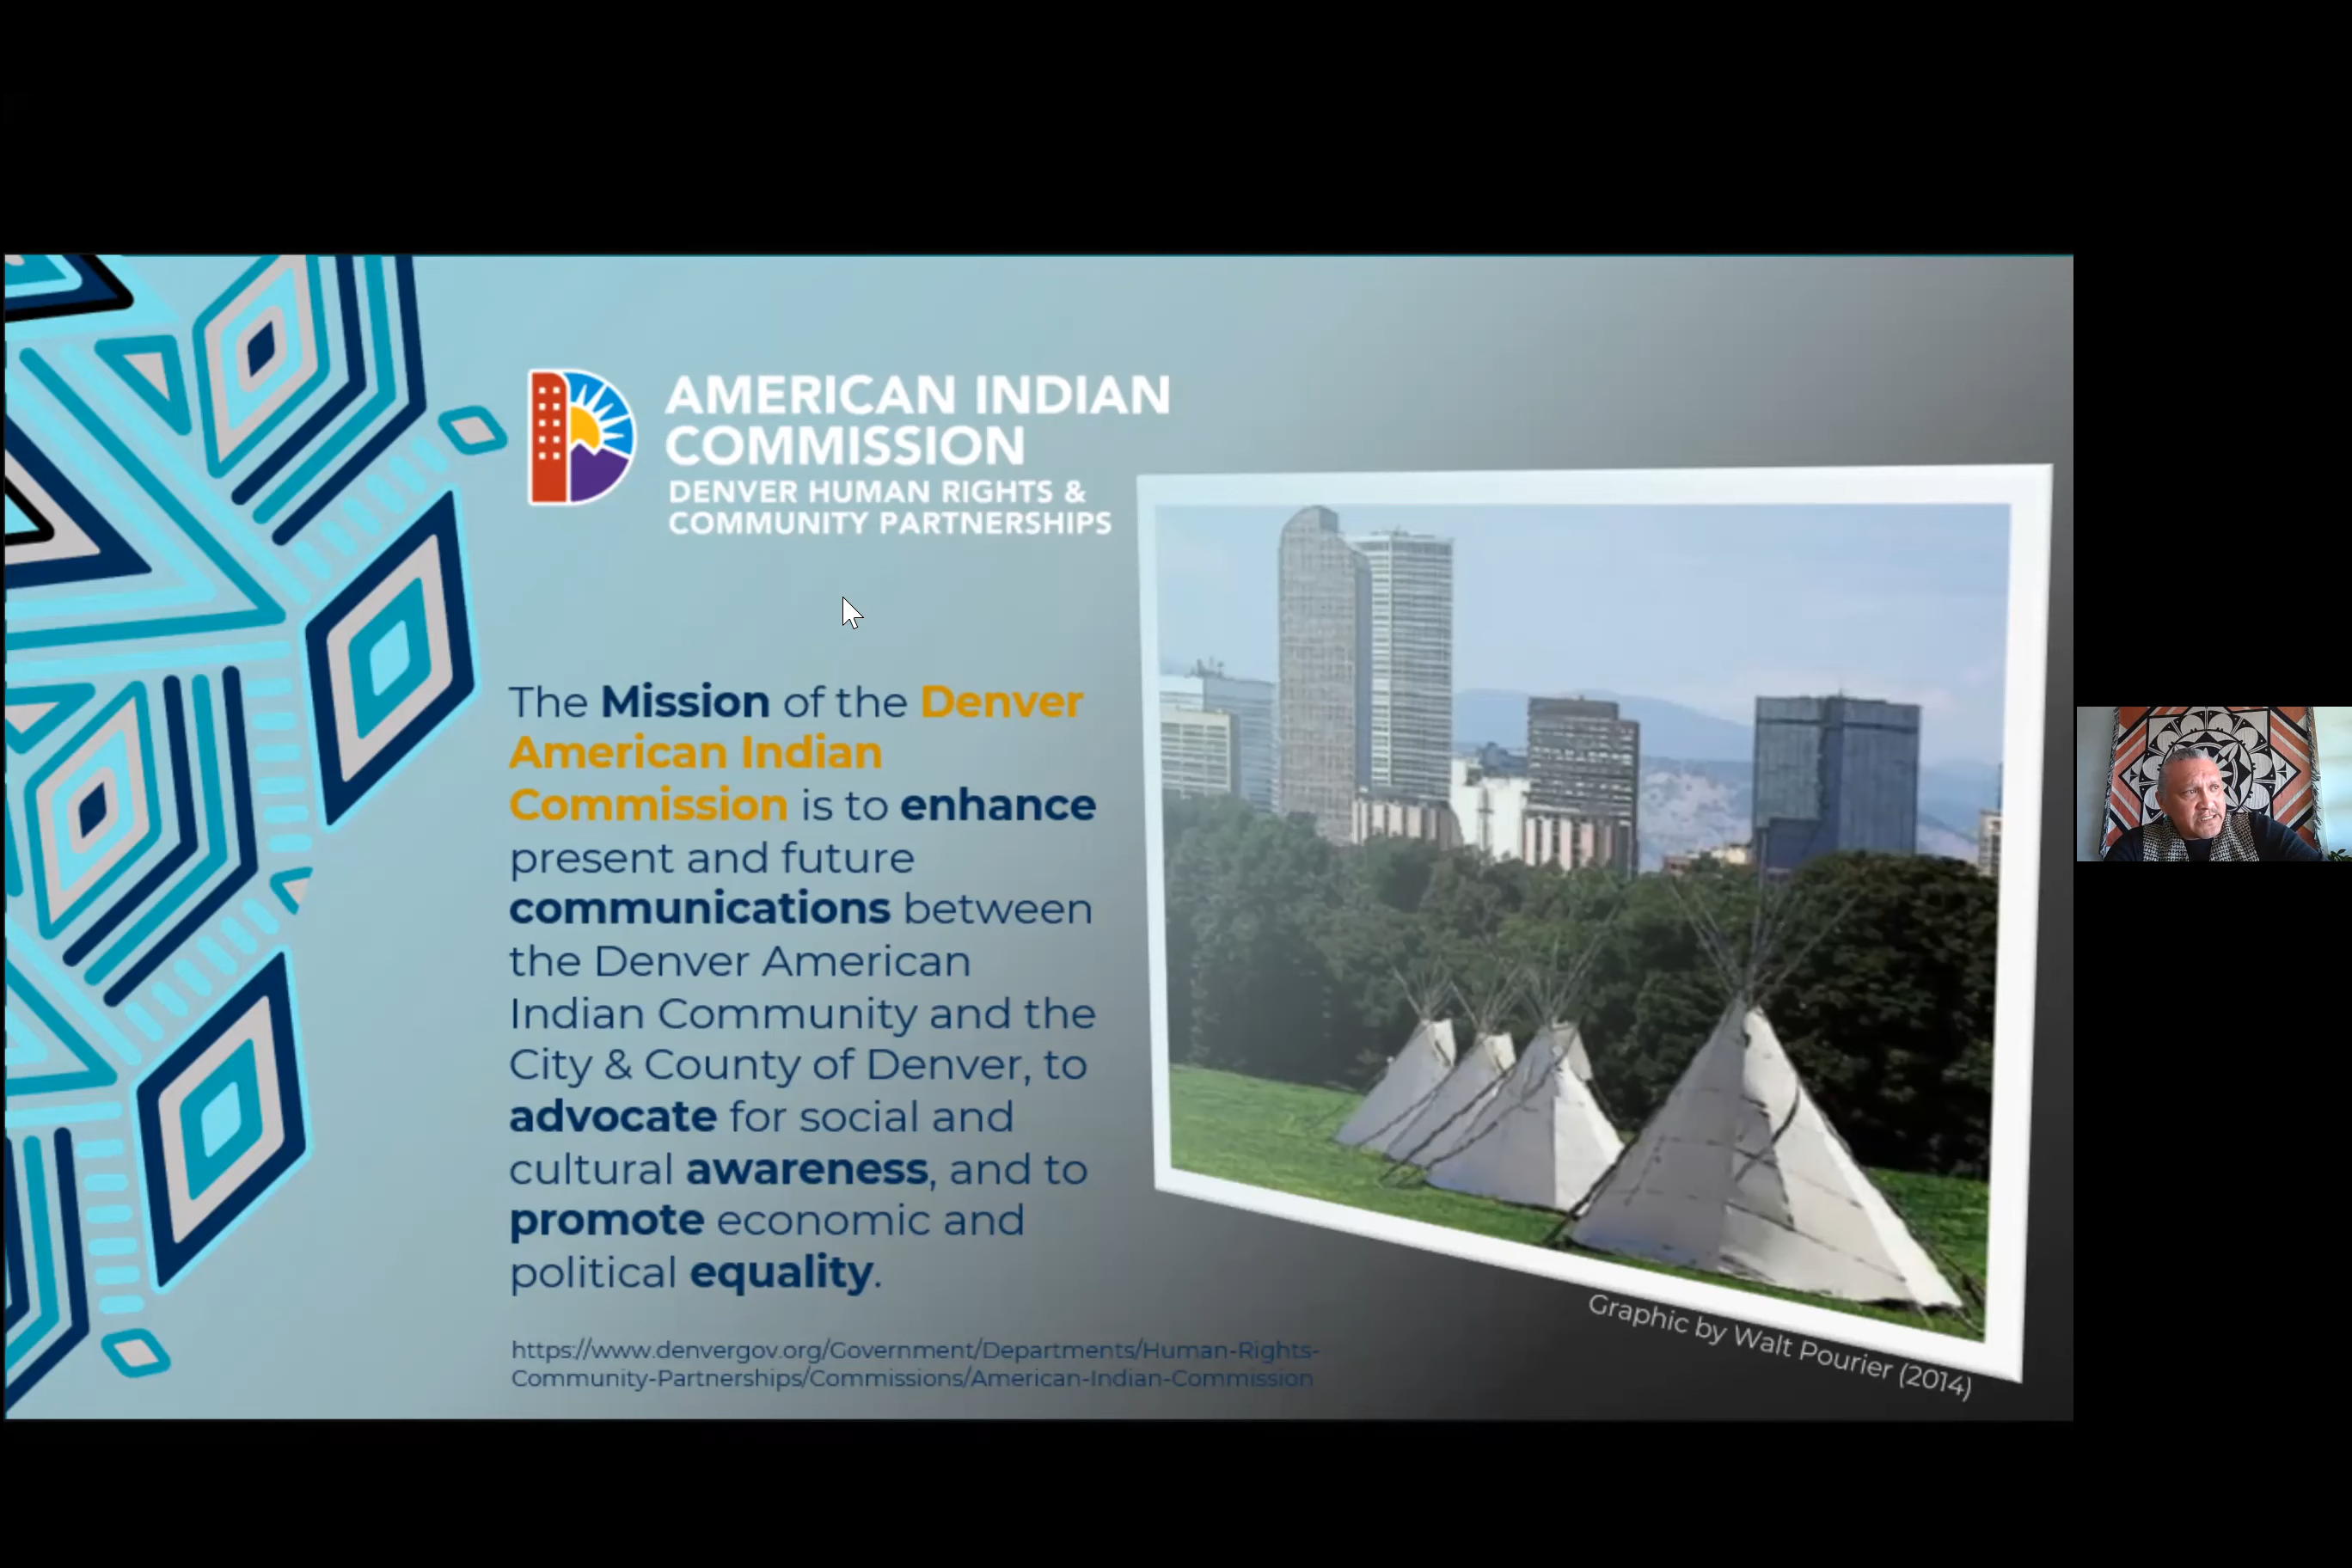 AMERICAN INDIAN
COMMISSION
DENVER HUMAN RIGHTS &
COMMUNITY PARTNERSHIPS
The Mission of the Denver
American Indian
Commission is to enhance
present and future
communications between
the Denver American
Indian Community and the
City & County of Denver, to
advocate for social and
cultural awareness, and to
promote economic and
political equality.
https://www.denvergov.org/Government/Departments/Human-Rights-
Community-Partnerships/Commissions/American-Indian-Commission
Graphic by Walt Pourier (2014)